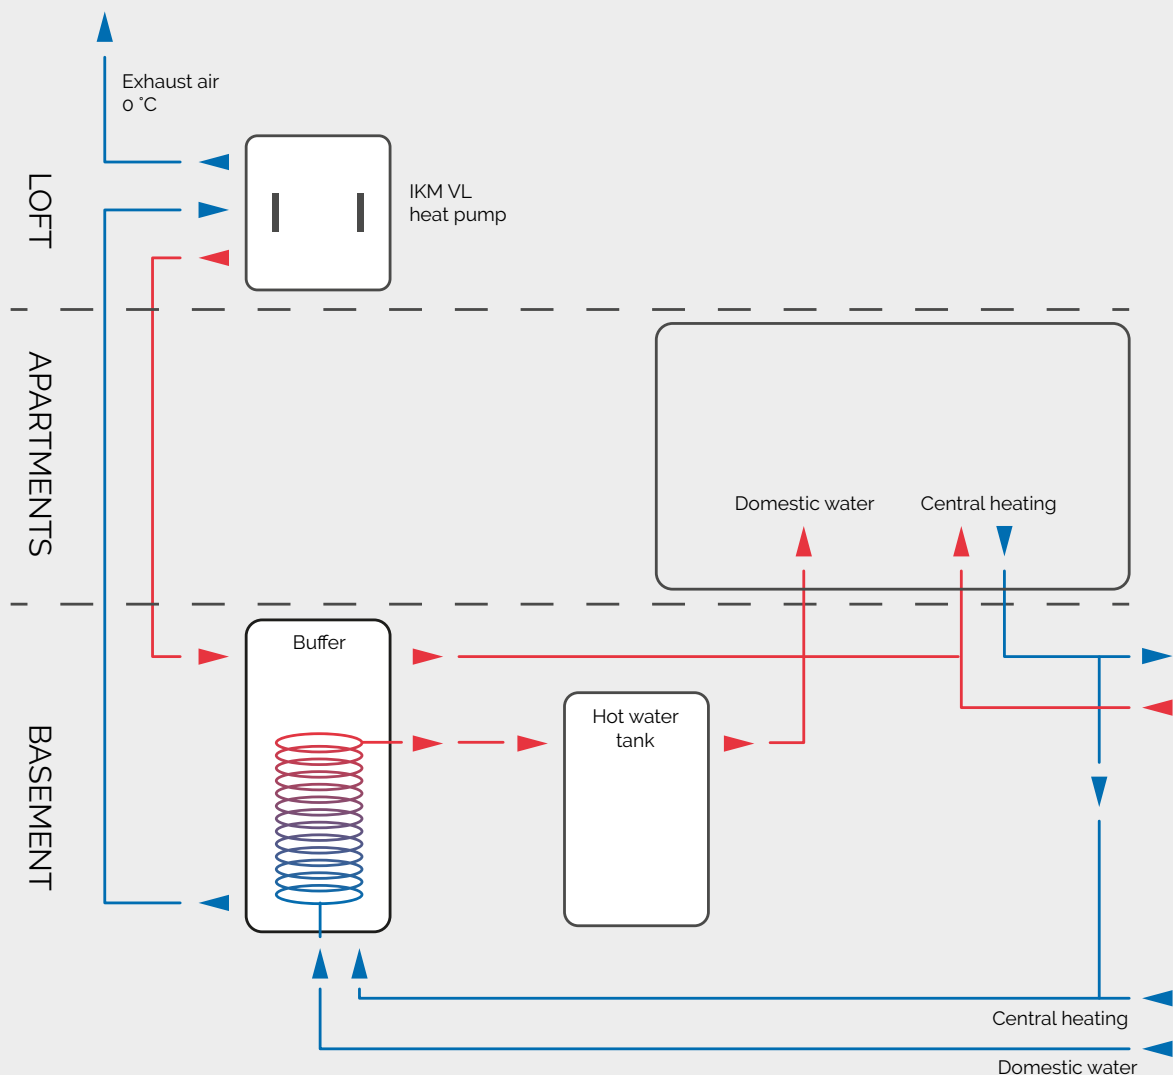 Exhaust air
0 °C
LOFT
IKM VL
heat pump
APARTMENTS
Domestic water
Central heating
BASEMENT
Buffer
Hot water
tank
Central heating
Domestic water